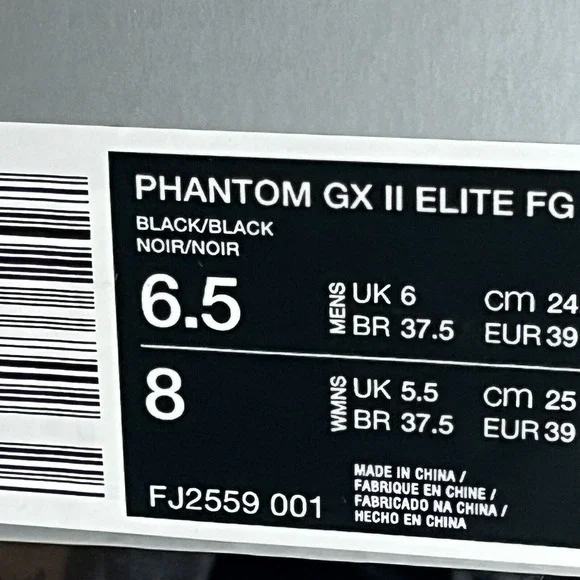 PHANTOM GX II ELITE FG
BLACK/BLACK
NOIR/NOIR
6.5 MENS UK 6 cm 24
BR 37.5 EUR 39
8 WMNS UK 5.5 cm 25
BR 37.5 EUR 39
MADE IN CHINA /
FABRIQUE EN CHINE /
FABRICADO NA CHINA /
HECHO EN CHINA
FJ2559 001